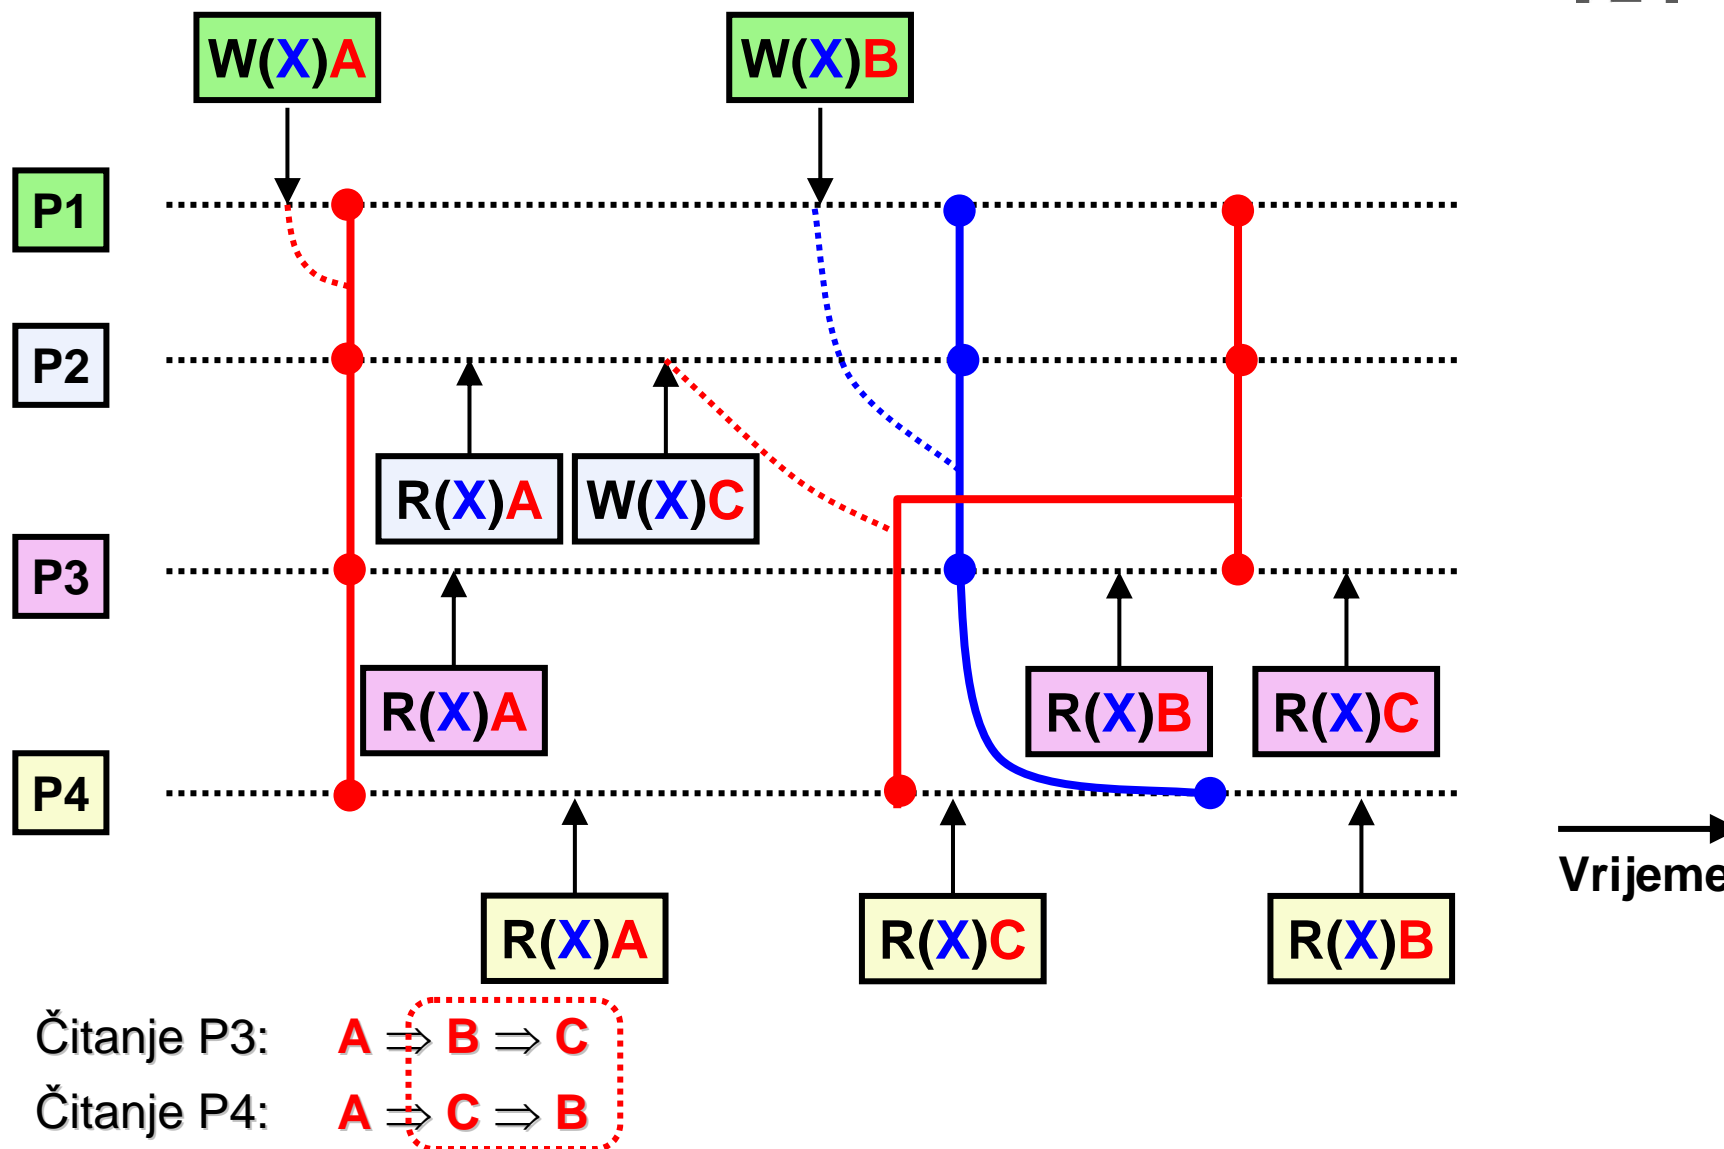 W(X)A
W(X)B
P1
P2
R(X)A
W(X)C
P3
R(X)A
R(X)B
R(X)C
P4
Vrijeme
R(X)A
R(X)C
R(X)B
Čitanje P3: A ⇒ B ⇒ C
Čitanje P4: A ⇒ C ⇒ B